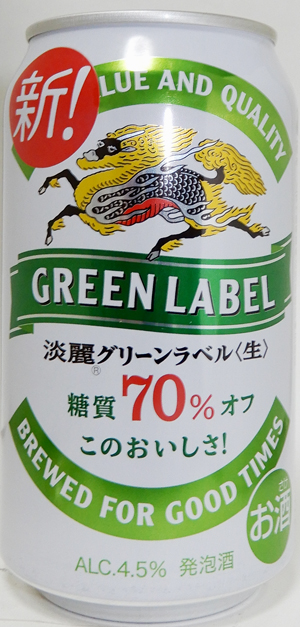 新!
LUE AND QUALITY
GREEN LABEL
淡麗®グリーンラベル〈生〉
糖質70%オフ
このおいしさ!
BREWED FOR GOOD TIMES
お酒
ALC.4.5% 発泡酒